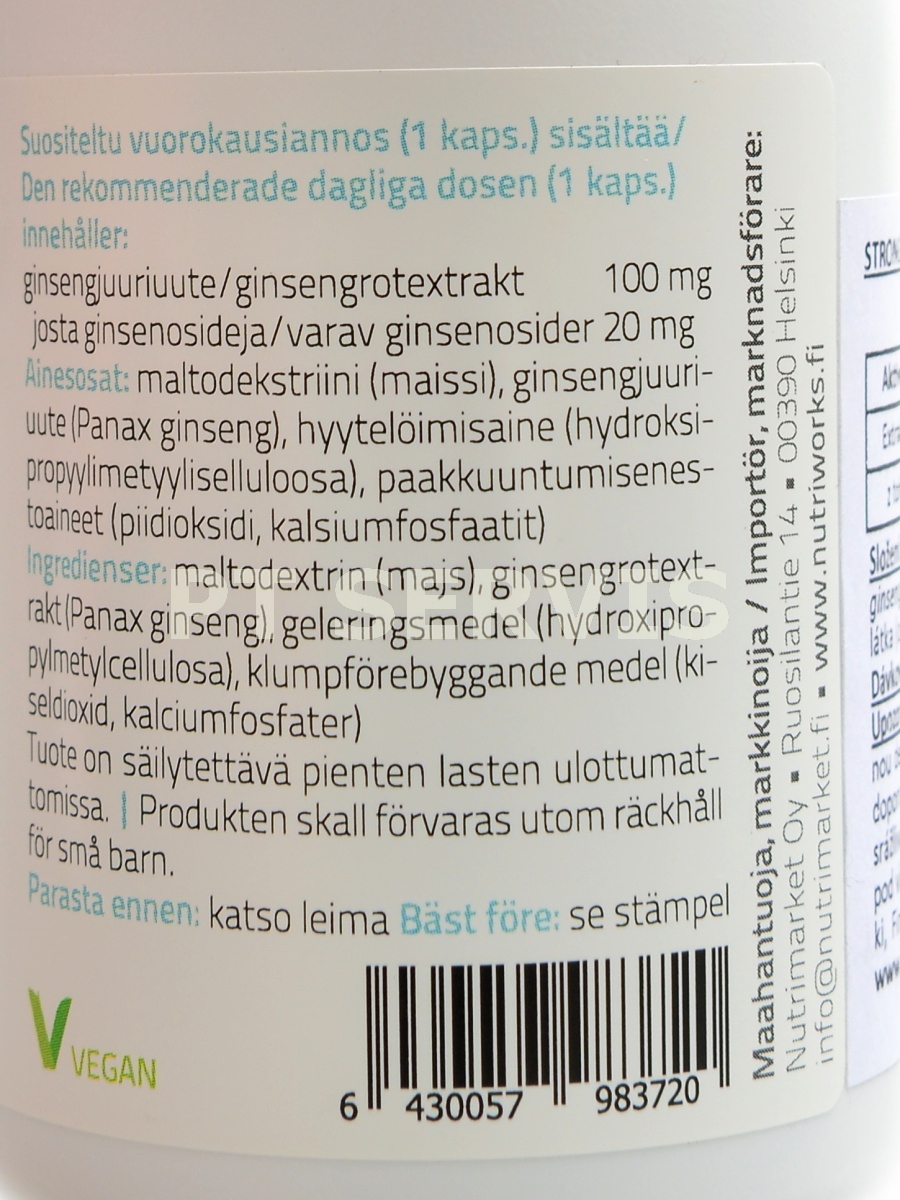 Suositeltu vuorokausiannos (1 kaps.) sisältää/
Den rekommenderade dagliga dosen (1 kaps.)
innehåller:
ginsengjuuriuute/ginsengrotextrakt 100 mg
josta ginsenosideja/varav ginsenosider 20 mg
Ainesosat: maltodekstriini (maissi), ginsengjuuri-
uute (Panax ginseng), hyytelöimisaine (hydroksi-
propyylimetyyliselluloosa), paakkuuntumisenes-
toaineet (piidioksidi, kalsiumfosfaatit)
Ingredienser: maltodextrin (majs), ginsengrotext-
rakt (Panax ginseng), geleringsmedel (hydroxipro-
pylmetylcellulosa), klumpförebyggande medel (ki-
seldioxid, kalciumfosfater)
Tuote on säilytettävä pienten lasten ulottumat-
tomissa. | Produkten skall förvaras utom räckhåll
för små barn.
Parasta ennen: katso leima Bäst före: se stämpel
VEGAN
6 430057 983720
Maahantuoja, markkinoija / Importör, marknadsförare:
Nutrimarket Oy ▪ Ruosilantie 14 ▪ 00390 Helsinki
info@nutrimarket.fi ▪ www.nutriworks.fi
PJ SERVIS